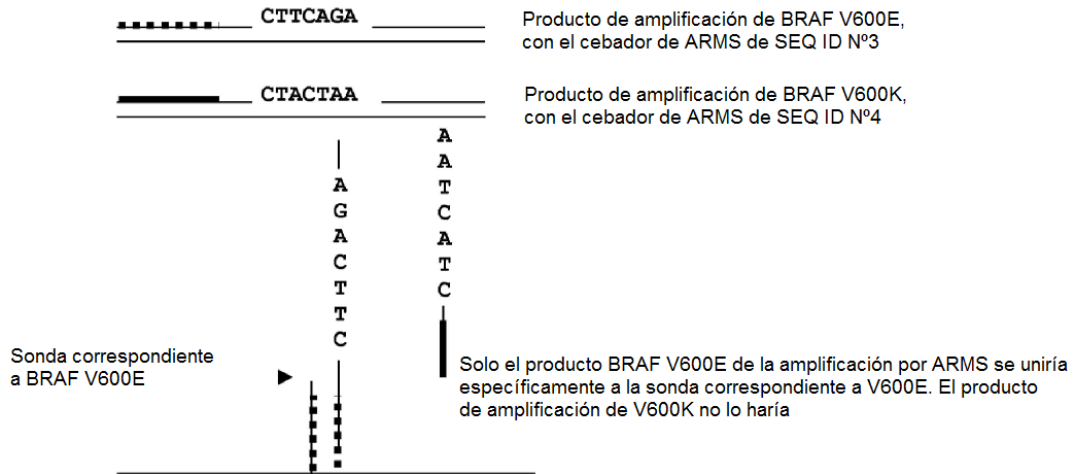 CTTCAGA
Producto de amplificación de BRAF V600E,
con el cebador de ARMS de SEQ ID Nº3
CTACTAA
Producto de amplificación de BRAF V600K,
con el cebador de ARMS de SEQ ID Nº4
A
G
A
C
T
T
C
A
A
T
C
A
T
C
Sonda correspondiente
a BRAF V600E
Solo el producto BRAF V600E de la amplificación por ARMS se uniría
específicamente a la sonda correspondiente a V600E. El producto
de amplificación de V600K no lo haría